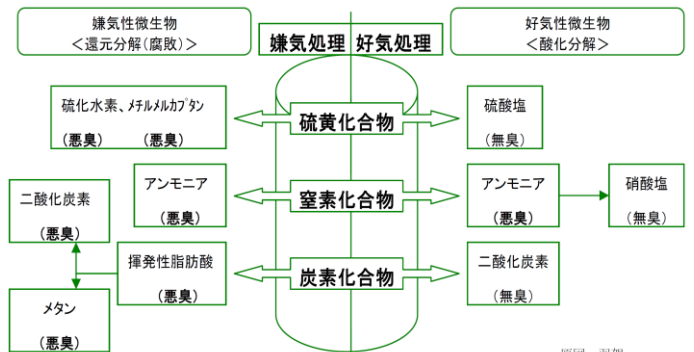 嫌気性微生物
＜還元分解（腐敗）＞
嫌気処理 好気処理
好気性微生物
＜酸化分解＞
硫化水素、メチルメルカプタン
(悪臭) (悪臭)
硫黄化合物
硫酸塩
(無臭)
アンモニア
(悪臭)
窒素化合物
アンモニア
(悪臭)
硝酸塩
(無臭)
二酸化炭素
(悪臭)
揮発性脂肪酸
(悪臭)
炭素化合物
二酸化炭素
(無臭)
メタン
(悪臭)